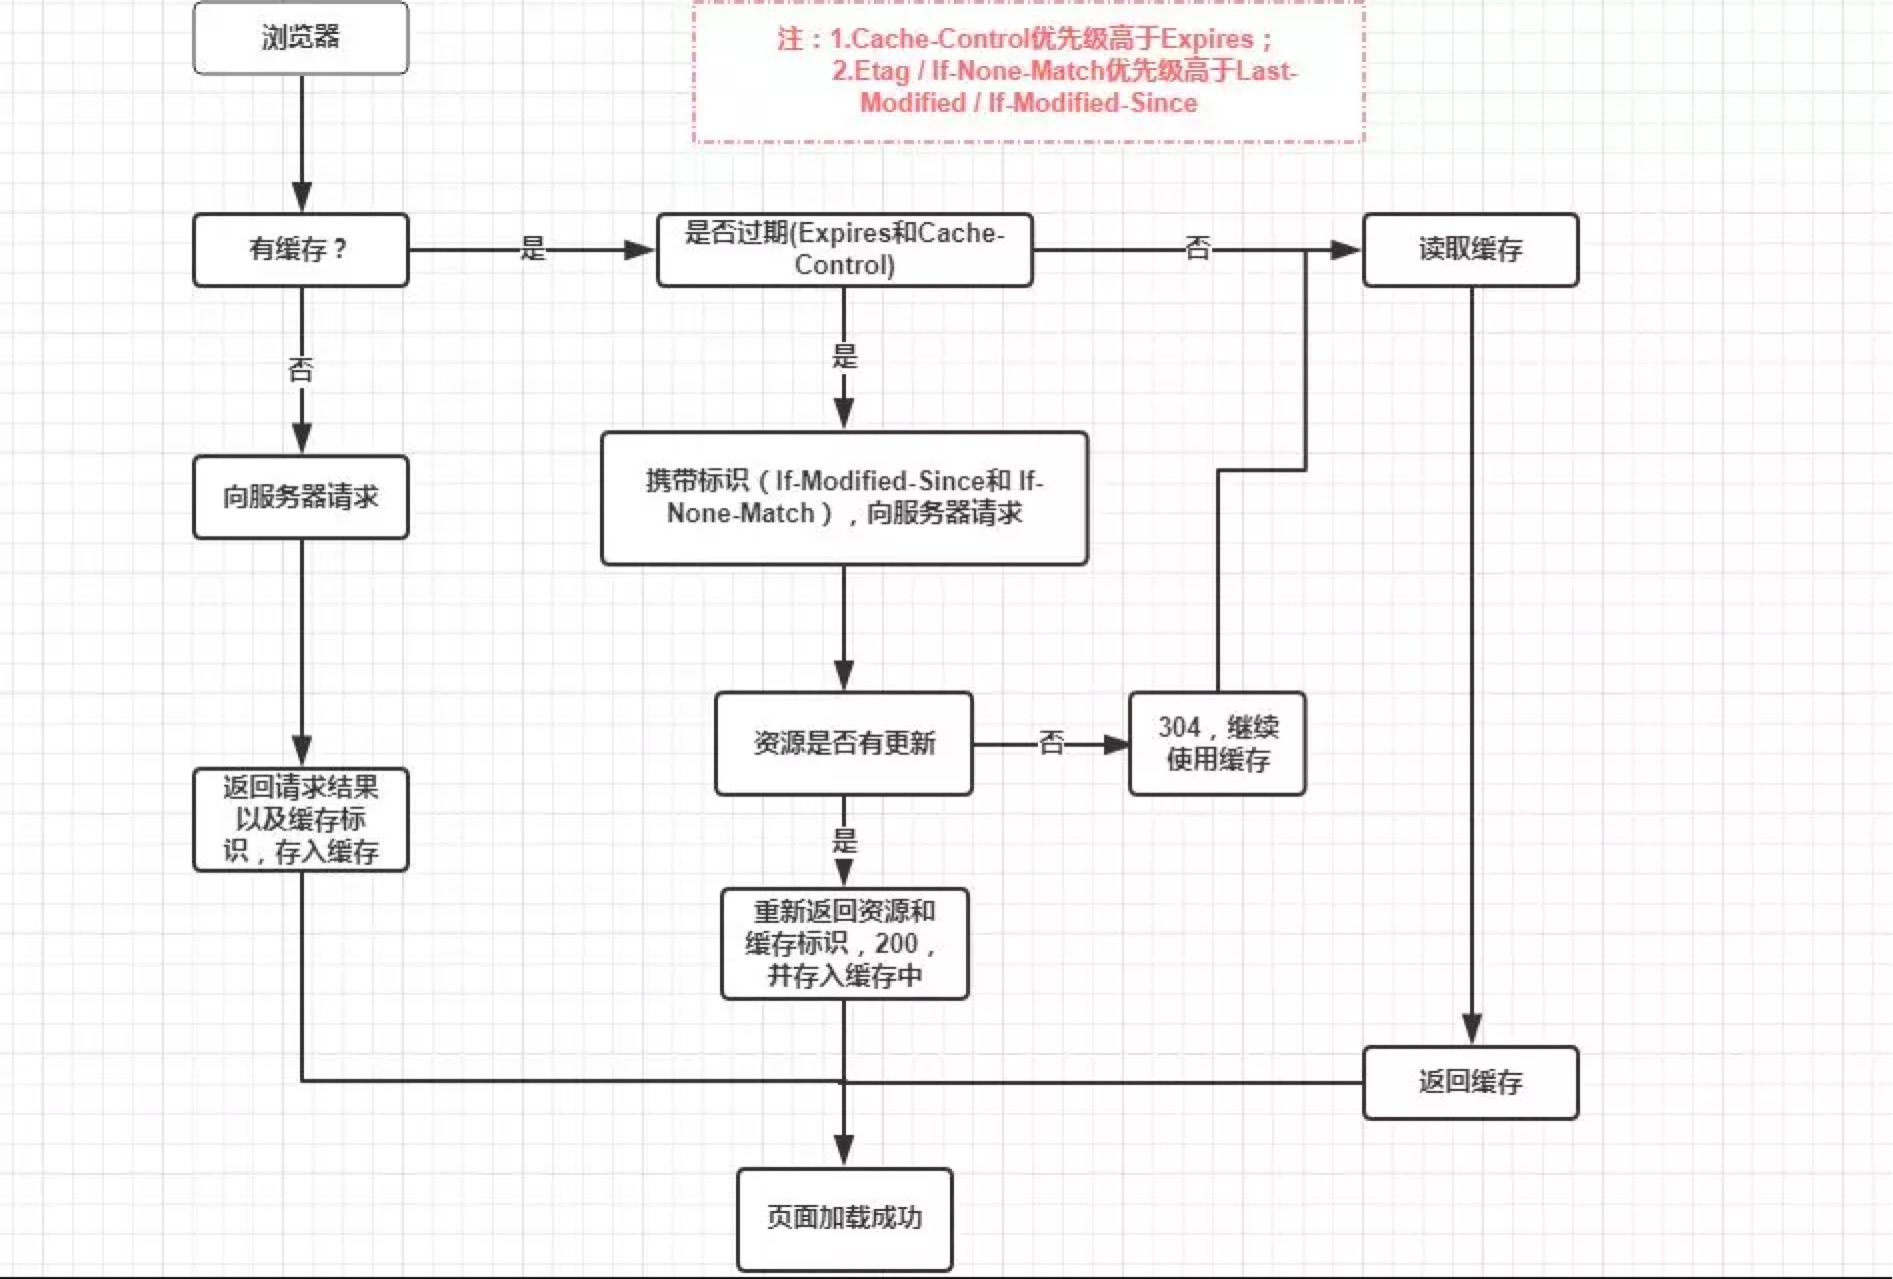 浏览器
注：1.Cache-Control优先级高于Expires；
2.Etag / If-None-Match优先级高于Last-
Modified / If-Modified-Since
有缓存？
是
是否过期(Expires和Cache-
Control)
否
读取缓存
否
是
向服务器请求
携带标识（If-Modified-Since和 If-
None-Match），向服务器请求
资源是否有更新
否
304，继续
使用缓存
返回请求结果
以及缓存标
识，存入缓存
是
重新返回资源和
缓存标识，200，
并存入缓存中
返回缓存
页面加载成功